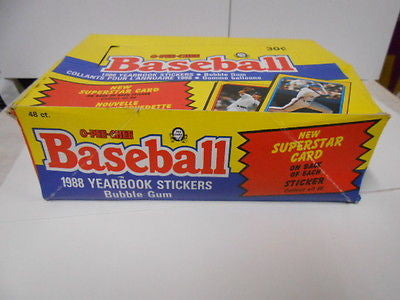 O-PEE-CHEE
30¢
Baseball
1988 YEARBOOK STICKERS • Bubble Gum
COLLANTS POUR L'ANNUAIRE 1988 • Gomme balloune
NEW
SUPERSTAR CARD
NOUVELLE
48 ct.
O-PEE-CHEE
Baseball
1988 YEARBOOK STICKERS
Bubble Gum
NEW
SUPERSTAR
CARD
ON BACK
OF EACH
STICKER